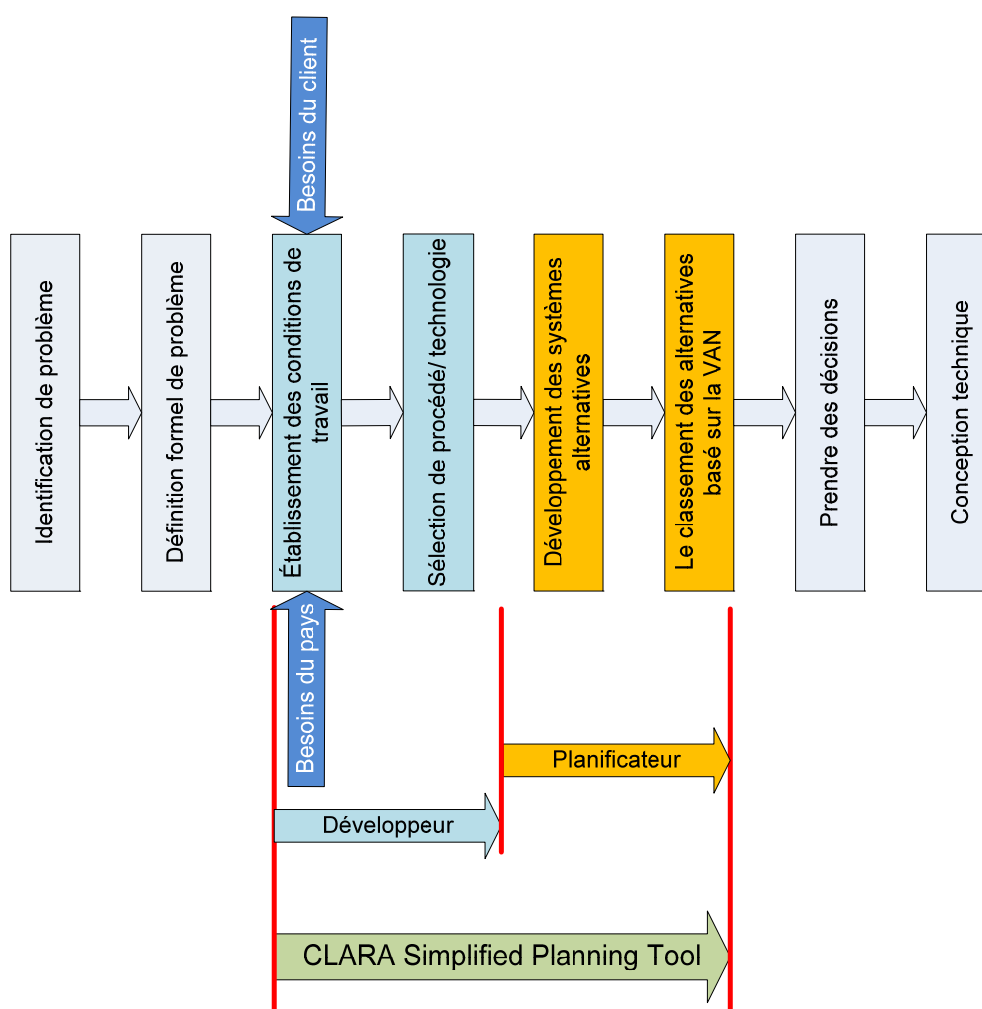 Besoins du client
Identification de problème
Définition formel de problème
Établissement des conditions de
travail
Sélection de procédé/ technologie
Développement des systèmes
alternatives
Le classement des alternatives
basé sur la VAN
Prendre des décisions
Conception technique
Besoins du pays
Planificateur
Développeur
CLARA Simplified Planning Tool